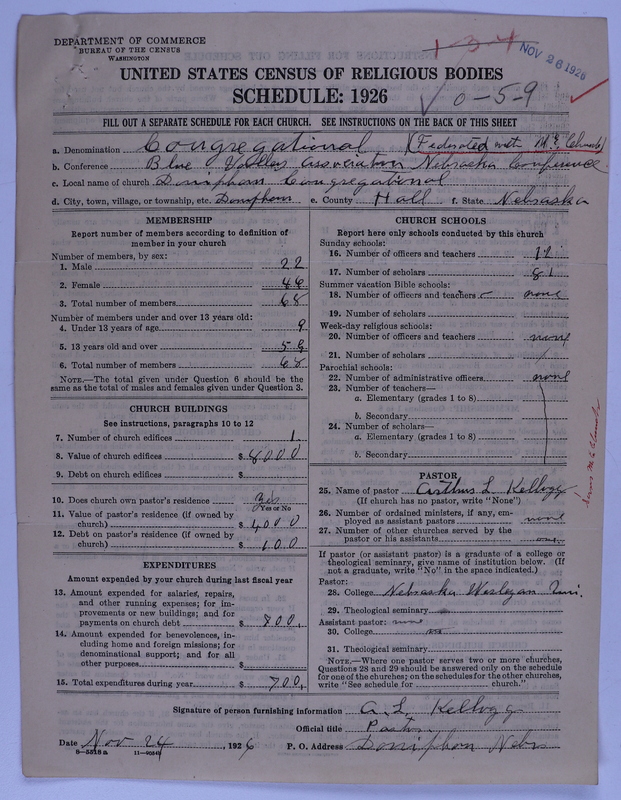 DEPARTMENT OF COMMERCE
BUREAU OF THE CENSUS
WASHINGTON
NOV 26 1926
UNITED STATES CENSUS OF RELIGIOUS BODIES
SCHEDULE: 1926
0-5-9
FILL OUT A SEPARATE SCHEDULE FOR EACH CHURCH. SEE INSTRUCTIONS ON THE BACK OF THIS SHEET
a. Denomination Congregational (Federated with M. E. Church)
b. Conference Blue Valley association Nebraska Conference
c. Local name of church Doniphan Congregational
d. City, town, village, or township, etc. Doniphan e. County Hall f. State Nebraska
MEMBERSHIP
Report number of members according to definition of member in your church
Number of members, by sex:
1. Male 22
2. Female 46
3. Total number of members 68
Number of members under and over 13 years old:
4. Under 13 years of age 9
5. 13 years old and over 59
6. Total number of members 68
NOTE.—The total given under Question 6 should be the
same as the total of males and females given under Question 3.
CHURCH BUILDINGS
See instructions, paragraphs 10 to 12
7. Number of church edifices 1
8. Value of church edifices $8000
9. Debt on church edifices $
10. Does church own pastor's residence Yes
Yes or No
11. Value of pastor's residence (if owned by
church) $4000
12. Debt on pastor's residence (if owned by
church) $600
EXPENDITURES
Amount expended by your church during last fiscal year
13. Amount expended for salaries, repairs,
and other running expenses; for im-
provements or new buildings; and for
payments on church debt $
14. Amount expended for benevolences, in-
cluding home and foreign missions; for
denominational support; and for all
other purposes $
15. Total expenditures during year $700.
CHURCH SCHOOLS
Report here only schools conducted by this church
Sunday schools:
16. Number of officers and teachers 12
17. Number of scholars 81
Summer vacation Bible schools:
18. Number of officers and teachers none
19. Number of scholars
Week-day religious schools:
20. Number of officers and teachers none
21. Number of scholars
Parochial schools:
22. Number of administrative officers none
23. Number of teachers—
a. Elementary (grades 1 to 8)
b. Secondary
24. Number of scholars—
a. Elementary (grades 1 to 8)
b. Secondary
PASTOR
25. Name of pastor Arthur L Kellogg
(If church has no pastor, write "None")
26. Number of ordained ministers, if any, em-
ployed as assistant pastors none
27. Number of other churches served by the
pastor or his assistants one
If pastor (or assistant pastor) is a graduate of a college or
theological seminary, give name of institution below. (If
not a graduate, write "No" in the space indicated.)
Pastor:
28. College Nebraska Wesleyan Uni.
29. Theological seminary
Assistant pastor: none
30. College no
31. Theological seminary
NOTE.—Where one pastor serves two or more churches,
Questions 28 and 29 should be answered only on the schedule
for one of the churches; on the schedules for the other churches,
write "See schedule for church."
Signature of person furnishing information A. L. Kellogg
Official title Pastor
Date Nov 24, 1926 P. O. Address Doniphan Nebr
8—5515 a